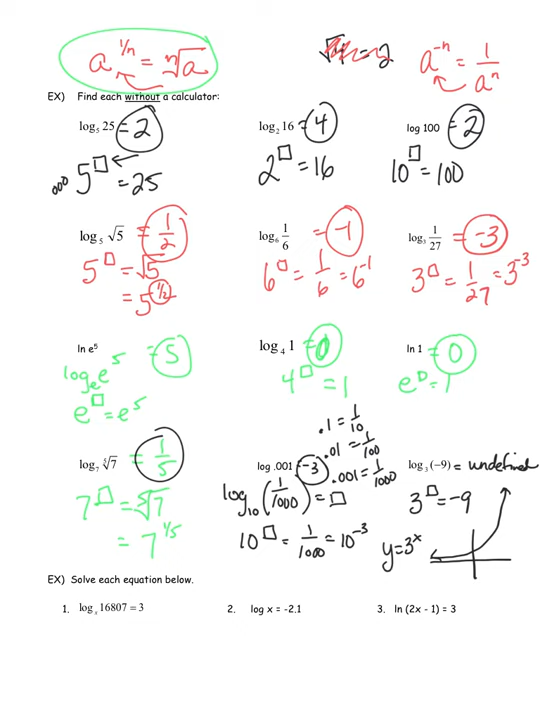 a^{1/n} = ⁿ√a
= 2
a^{-n} = 1/a^n
EX) Find each without a calculator:
log₅ 25 = 2
5^□ = 25
log₂ 16 = 4
2^□ = 16
log 100 = 2
10^□ = 100
log₅ √5 = 1/2
5^□ = √5
= 5^{1/2}
log₆ 1/6 = -1
6^□ = 1/6 = 6^{-1}
log₃ 1/27 = -3
3^□ = 1/27 = 3^{-3}
ln e⁵ = 5
log_e e⁵
e^□ = e⁵
log₄ 1 = 0
4^□ = 1
ln 1 = 0
e^□ = 1
log₇ ⁵√7 = 1/5
7^□ = ⁵√7
= 7^{1/5}
.1 = 1/10
.01 = 1/100
.001 = 1/1000
log .001 = -3
log₁₀ (1/1000) = □
10^□ = 1/1000 = 10^{-3}
log₃ (-9) = undefined
3^□ = -9
y = 3^x
EX) Solve each equation below.
1. logₓ 16807 = 3
2. log x = -2.1
3. ln (2x - 1) = 3